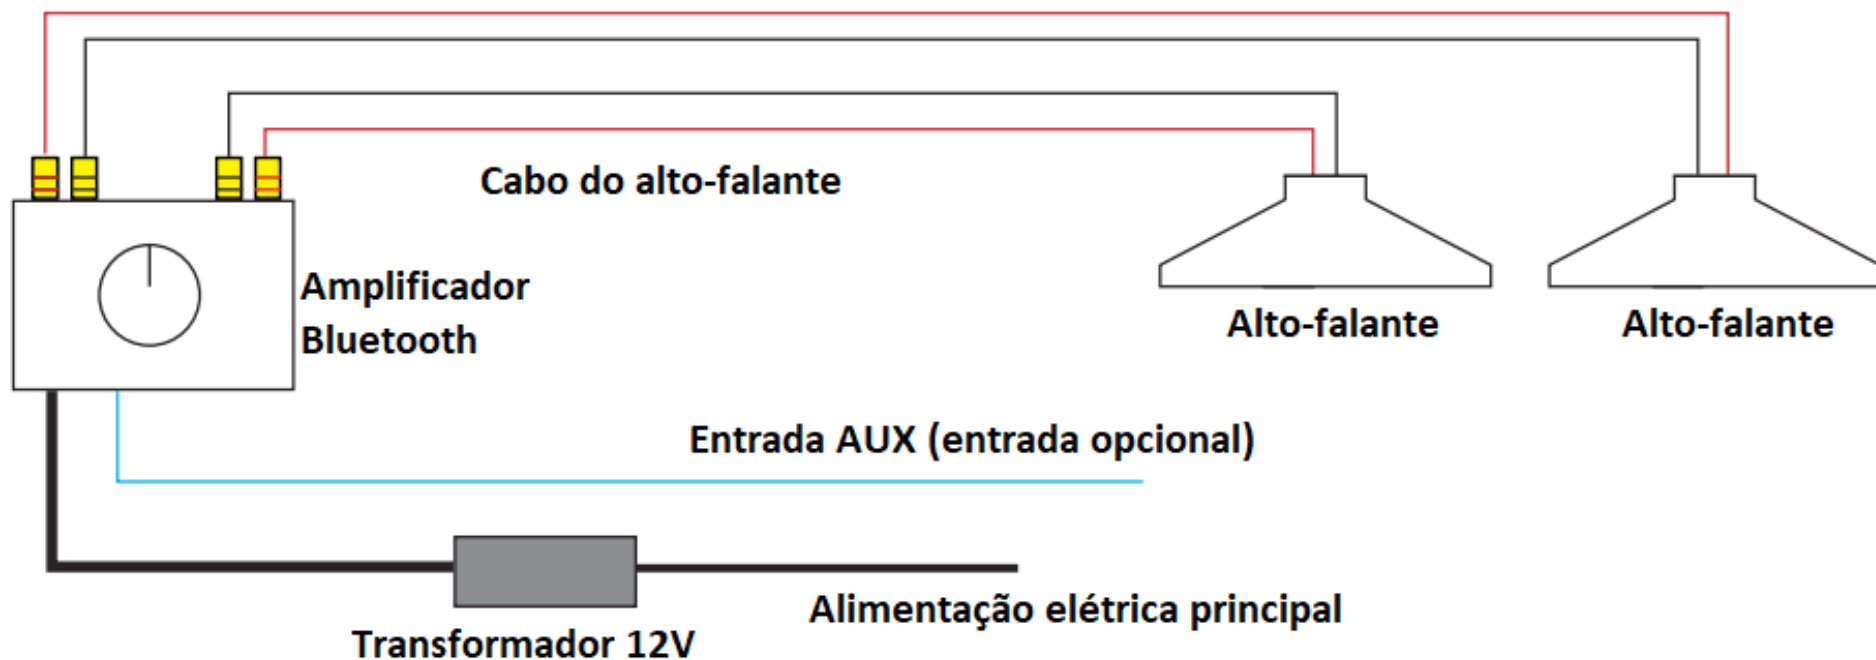 Cabo do alto-falante
Amplificador
Bluetooth
Alto-falante
Alto-falante
Entrada AUX (entrada opcional)
Alimentação elétrica principal
Transformador 12V